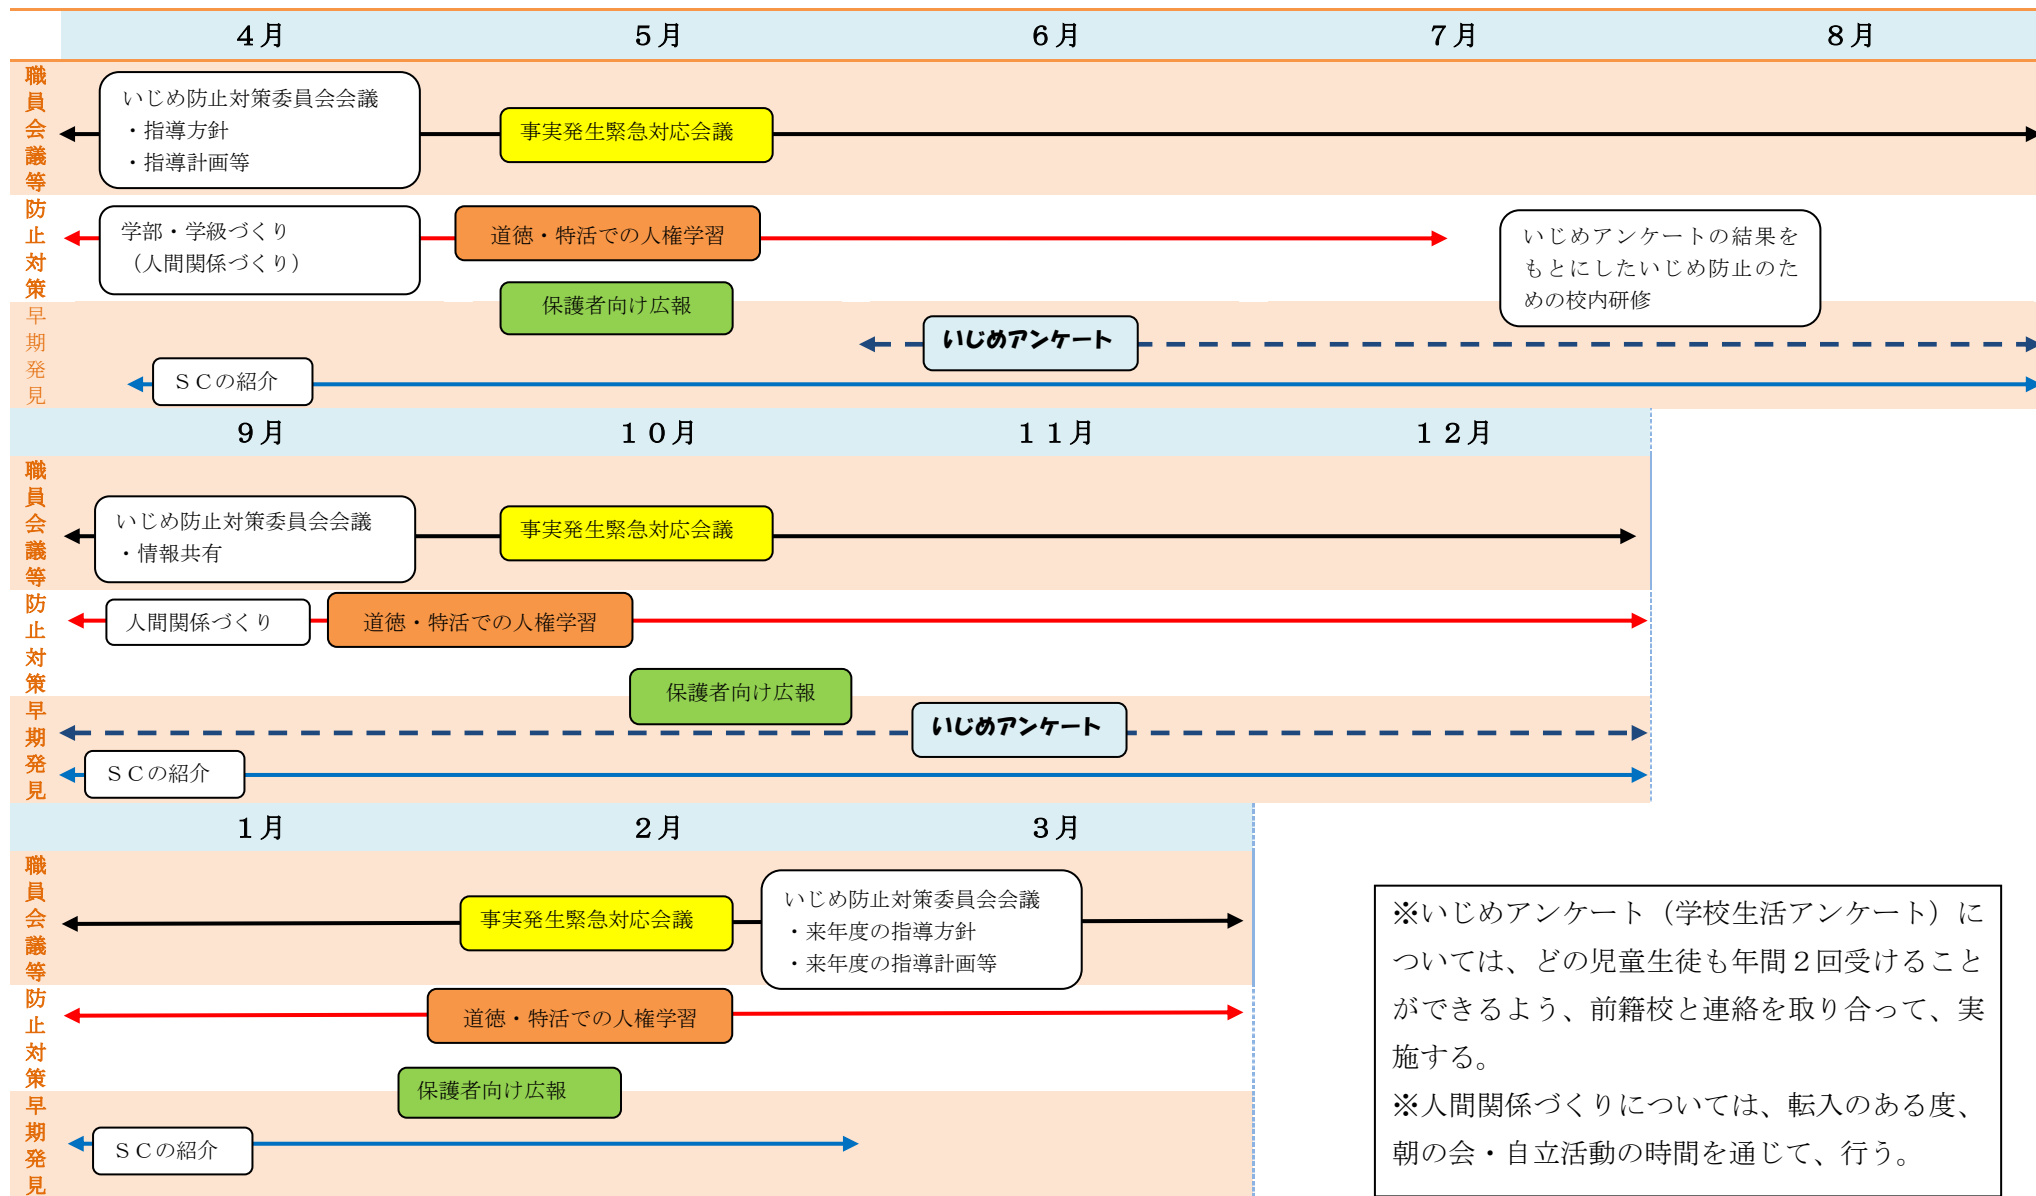 ４月　５月　６月　７月　８月
職員会議等
いじめ防止対策委員会会議
・指導方針
・指導計画等
事実発生緊急対応会議
防止対策
学部・学級づくり
（人間関係づくり）
道徳・特活での人権学習
いじめアンケートの結果を
もとにしたいじめ防止のた
めの校内研修
保護者向け広報
早期発見
いじめアンケート
ＳＣの紹介
９月　１０月　１１月　１２月
職員会議等
いじめ防止対策委員会会議
・情報共有
事実発生緊急対応会議
防止対策
人間関係づくり
道徳・特活での人権学習
保護者向け広報
早期発見
いじめアンケート
ＳＣの紹介
１月　２月　３月
職員会議等
事実発生緊急対応会議
いじめ防止対策委員会会議
・来年度の指導方針
・来年度の指導計画等
防止対策
道徳・特活での人権学習
保護者向け広報
早期発見
ＳＣの紹介
※いじめアンケート（学校生活アンケート）に
ついては、どの児童生徒も年間２回受けること
ができるよう、前籍校と連絡を取り合って、実
施する。
※人間関係づくりについては、転入のある度、
朝の会・自立活動の時間を通じて、行う。